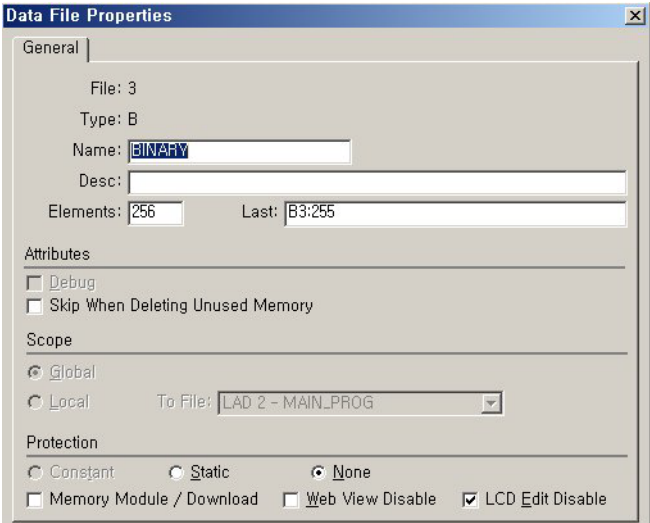 Data File Properties
General
File: 3
Type: B
Name: BINARY
Desc:
Elements: 256 Last: B3:255
Attributes
Debug
Skip When Deleting Unused Memory
Scope
Global
Local To File: LAD 2 - MAIN_PROG
Protection
Constant Static None
Memory Module / Download Web View Disable LCD Edit Disable